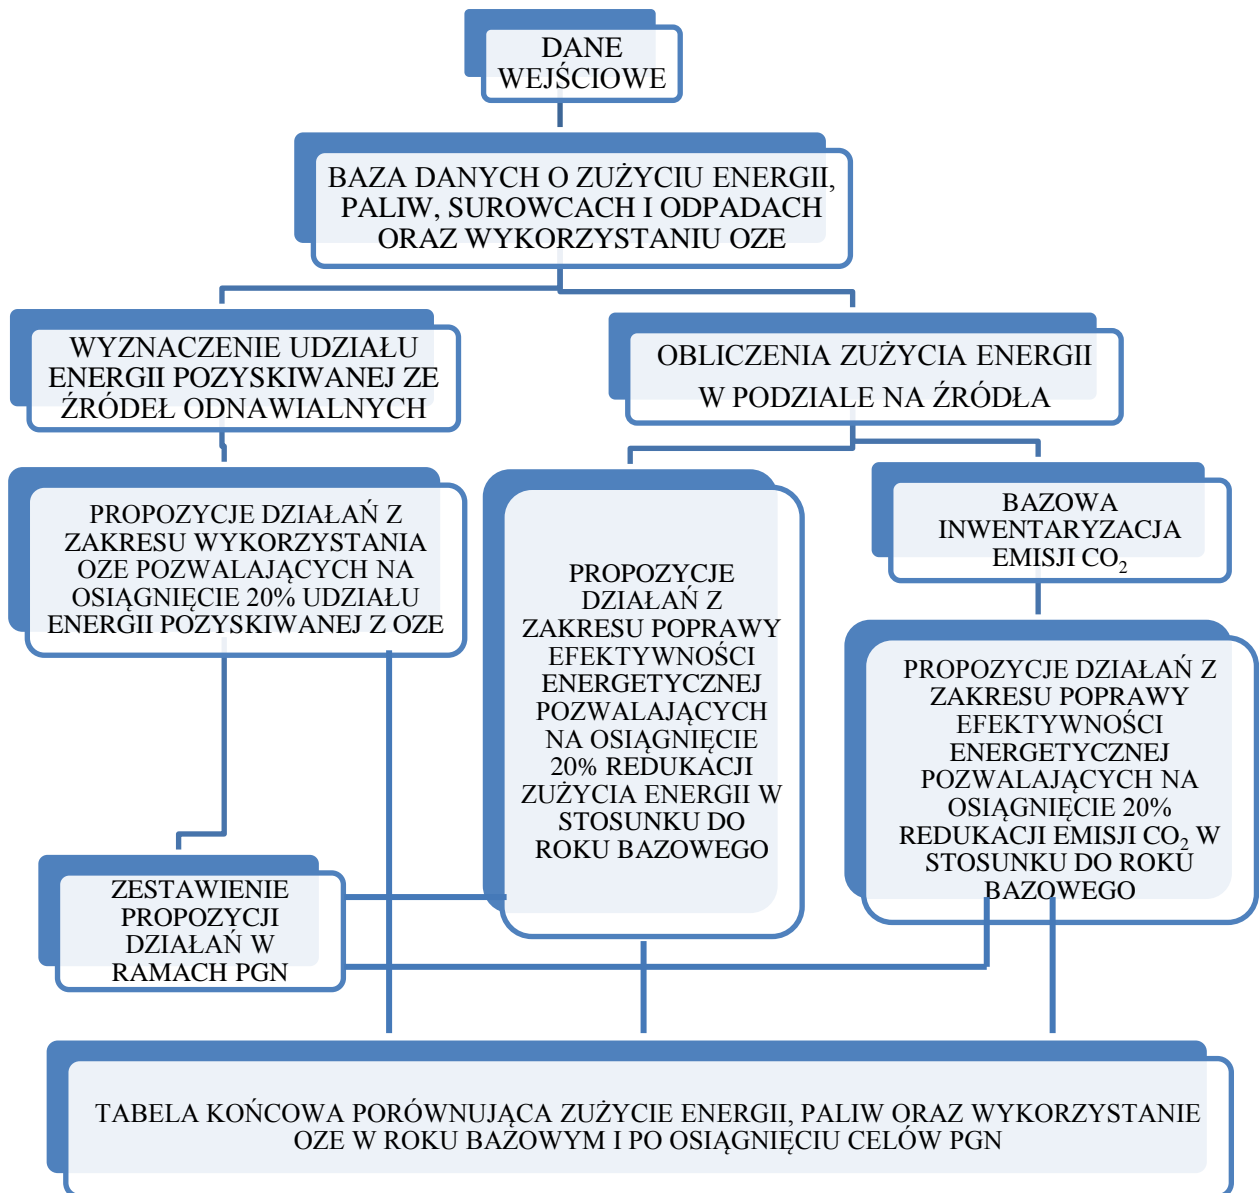 DANE
WEJŚCIOWE
BAZA DANYCH O ZUŻYCIU ENERGII,
PALIW, SUROWCACH I ODPADACH
ORAZ WYKORZYSTANIU OZE
WYZNACZENIE UDZIAŁU
ENERGII POZYSKIWANEJ ZE
ŹRÓDEŁ ODNAWIALNYCH
OBLICZENIA ZUŻYCIA ENERGII
W PODZIALE NA ŹRÓDŁA
PROPOZYCJE DZIAŁAŃ Z
ZAKRESU WYKORZYSTANIA
OZE POZWALAJĄCYCH NA
OSIĄGNIĘCIE 20% UDZIAŁU
ENERGII POZYSKIWANEJ Z OZE
PROPOZYCJE
DZIAŁAŃ Z
ZAKRESU POPRAWY
EFEKTYWNOŚCI
ENERGETYCZNEJ
POZWALAJĄCYCH
NA OSIĄGNIĘCIE
20% REDUKACJI
ZUŻYCIA ENERGII W
STOSUNKU DO
ROKU BAZOWEGO
BAZOWA
INWENTARYZACJA
EMISJI CO₂
PROPOZYCJE DZIAŁAŃ Z
ZAKRESU POPRAWY
EFEKTYWNOŚCI
ENERGETYCZNEJ
POZWALAJĄCYCH NA
OSIĄGNIĘCIE 20%
REDUKACJI EMISJI CO₂ W
STOSUNKU DO ROKU
BAZOWEGO
ZESTAWIENIE
PROPOZYCJI
DZIAŁAŃ W
RAMACH PGN
TABELA KOŃCOWA PORÓWNUJĄCA ZUŻYCIE ENERGII, PALIW ORAZ WYKORZYSTANIE
OZE W ROKU BAZOWYM I PO OSIĄGNIĘCIU CELÓW PGN